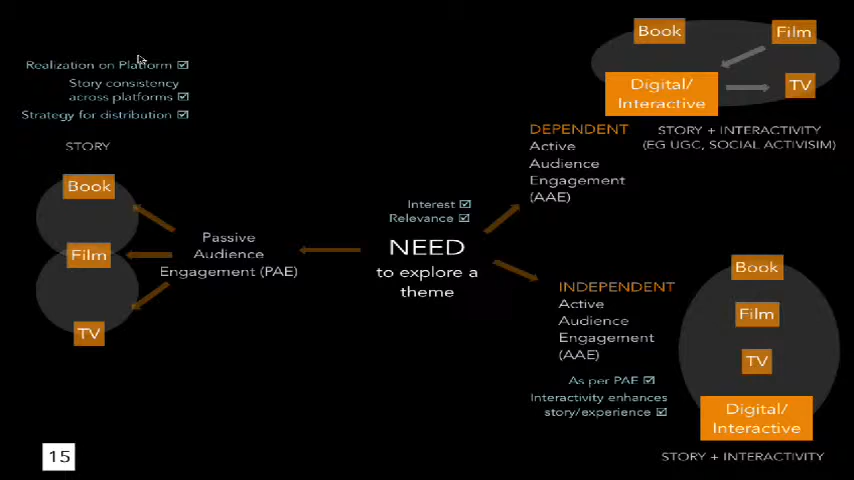 Realization on Platform ☑
Story consistency
across platforms ☑
Strategy for distribution ☑
STORY
Book
Film
TV
Passive
Audience
Engagement (PAE)
Interest ☑
Relevance ☑
NEED
to explore a
theme
DEPENDENT
Active
Audience
Engagement
(AAE)
Book
Film
Digital/
Interactive
TV
STORY + INTERACTIVITY
(EG UGC, SOCIAL ACTIVISIM)
INDEPENDENT
Active
Audience
Engagement
(AAE)
As per PAE ☑
Interactivity enhances
story/experience ☑
Book
Film
TV
Digital/
Interactive
STORY + INTERACTIVITY
15